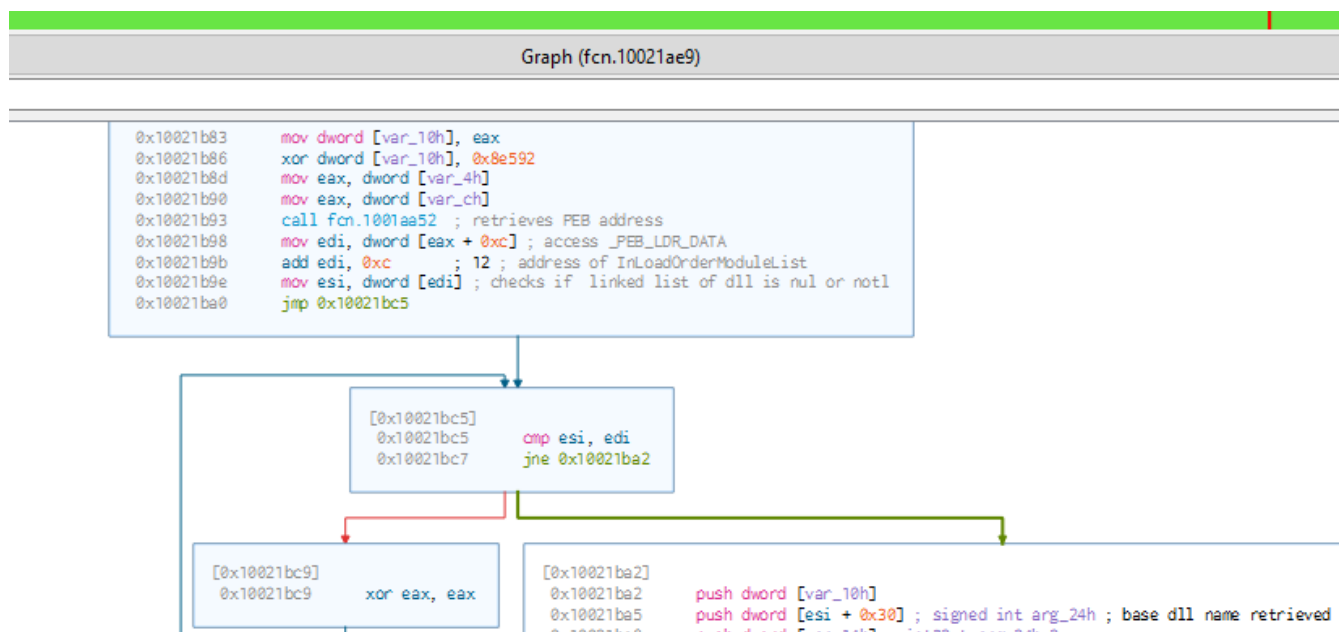 Graph (fcn.10021ae9)
0x10021b83 mov dword [var_10h], eax
0x10021b86 xor dword [var_10h], 0x8e592
0x10021b8d mov eax, dword [var_4h]
0x10021b90 mov eax, dword [var_ch]
0x10021b93 call fcn.1001aa52 ; retrieves PEB address
0x10021b98 mov edi, dword [eax + 0xc] ; access _PEB_LDR_DATA
0x10021b9b add edi, 0xc ; 12 ; address of InLoadOrderModuleList
0x10021b9e mov esi, dword [edi] ; checks if linked list of dll is nul or notl
0x10021ba0 jmp 0x10021bc5
[0x10021bc5]
0x10021bc5 cmp esi, edi
0x10021bc7 jne 0x10021ba2
[0x10021bc9]
0x10021bc9 xor eax, eax
[0x10021ba2]
0x10021ba2 push dword [var_10h]
0x10021ba5 push dword [esi + 0x30] ; signed int arg_24h ; base dll name retrieved